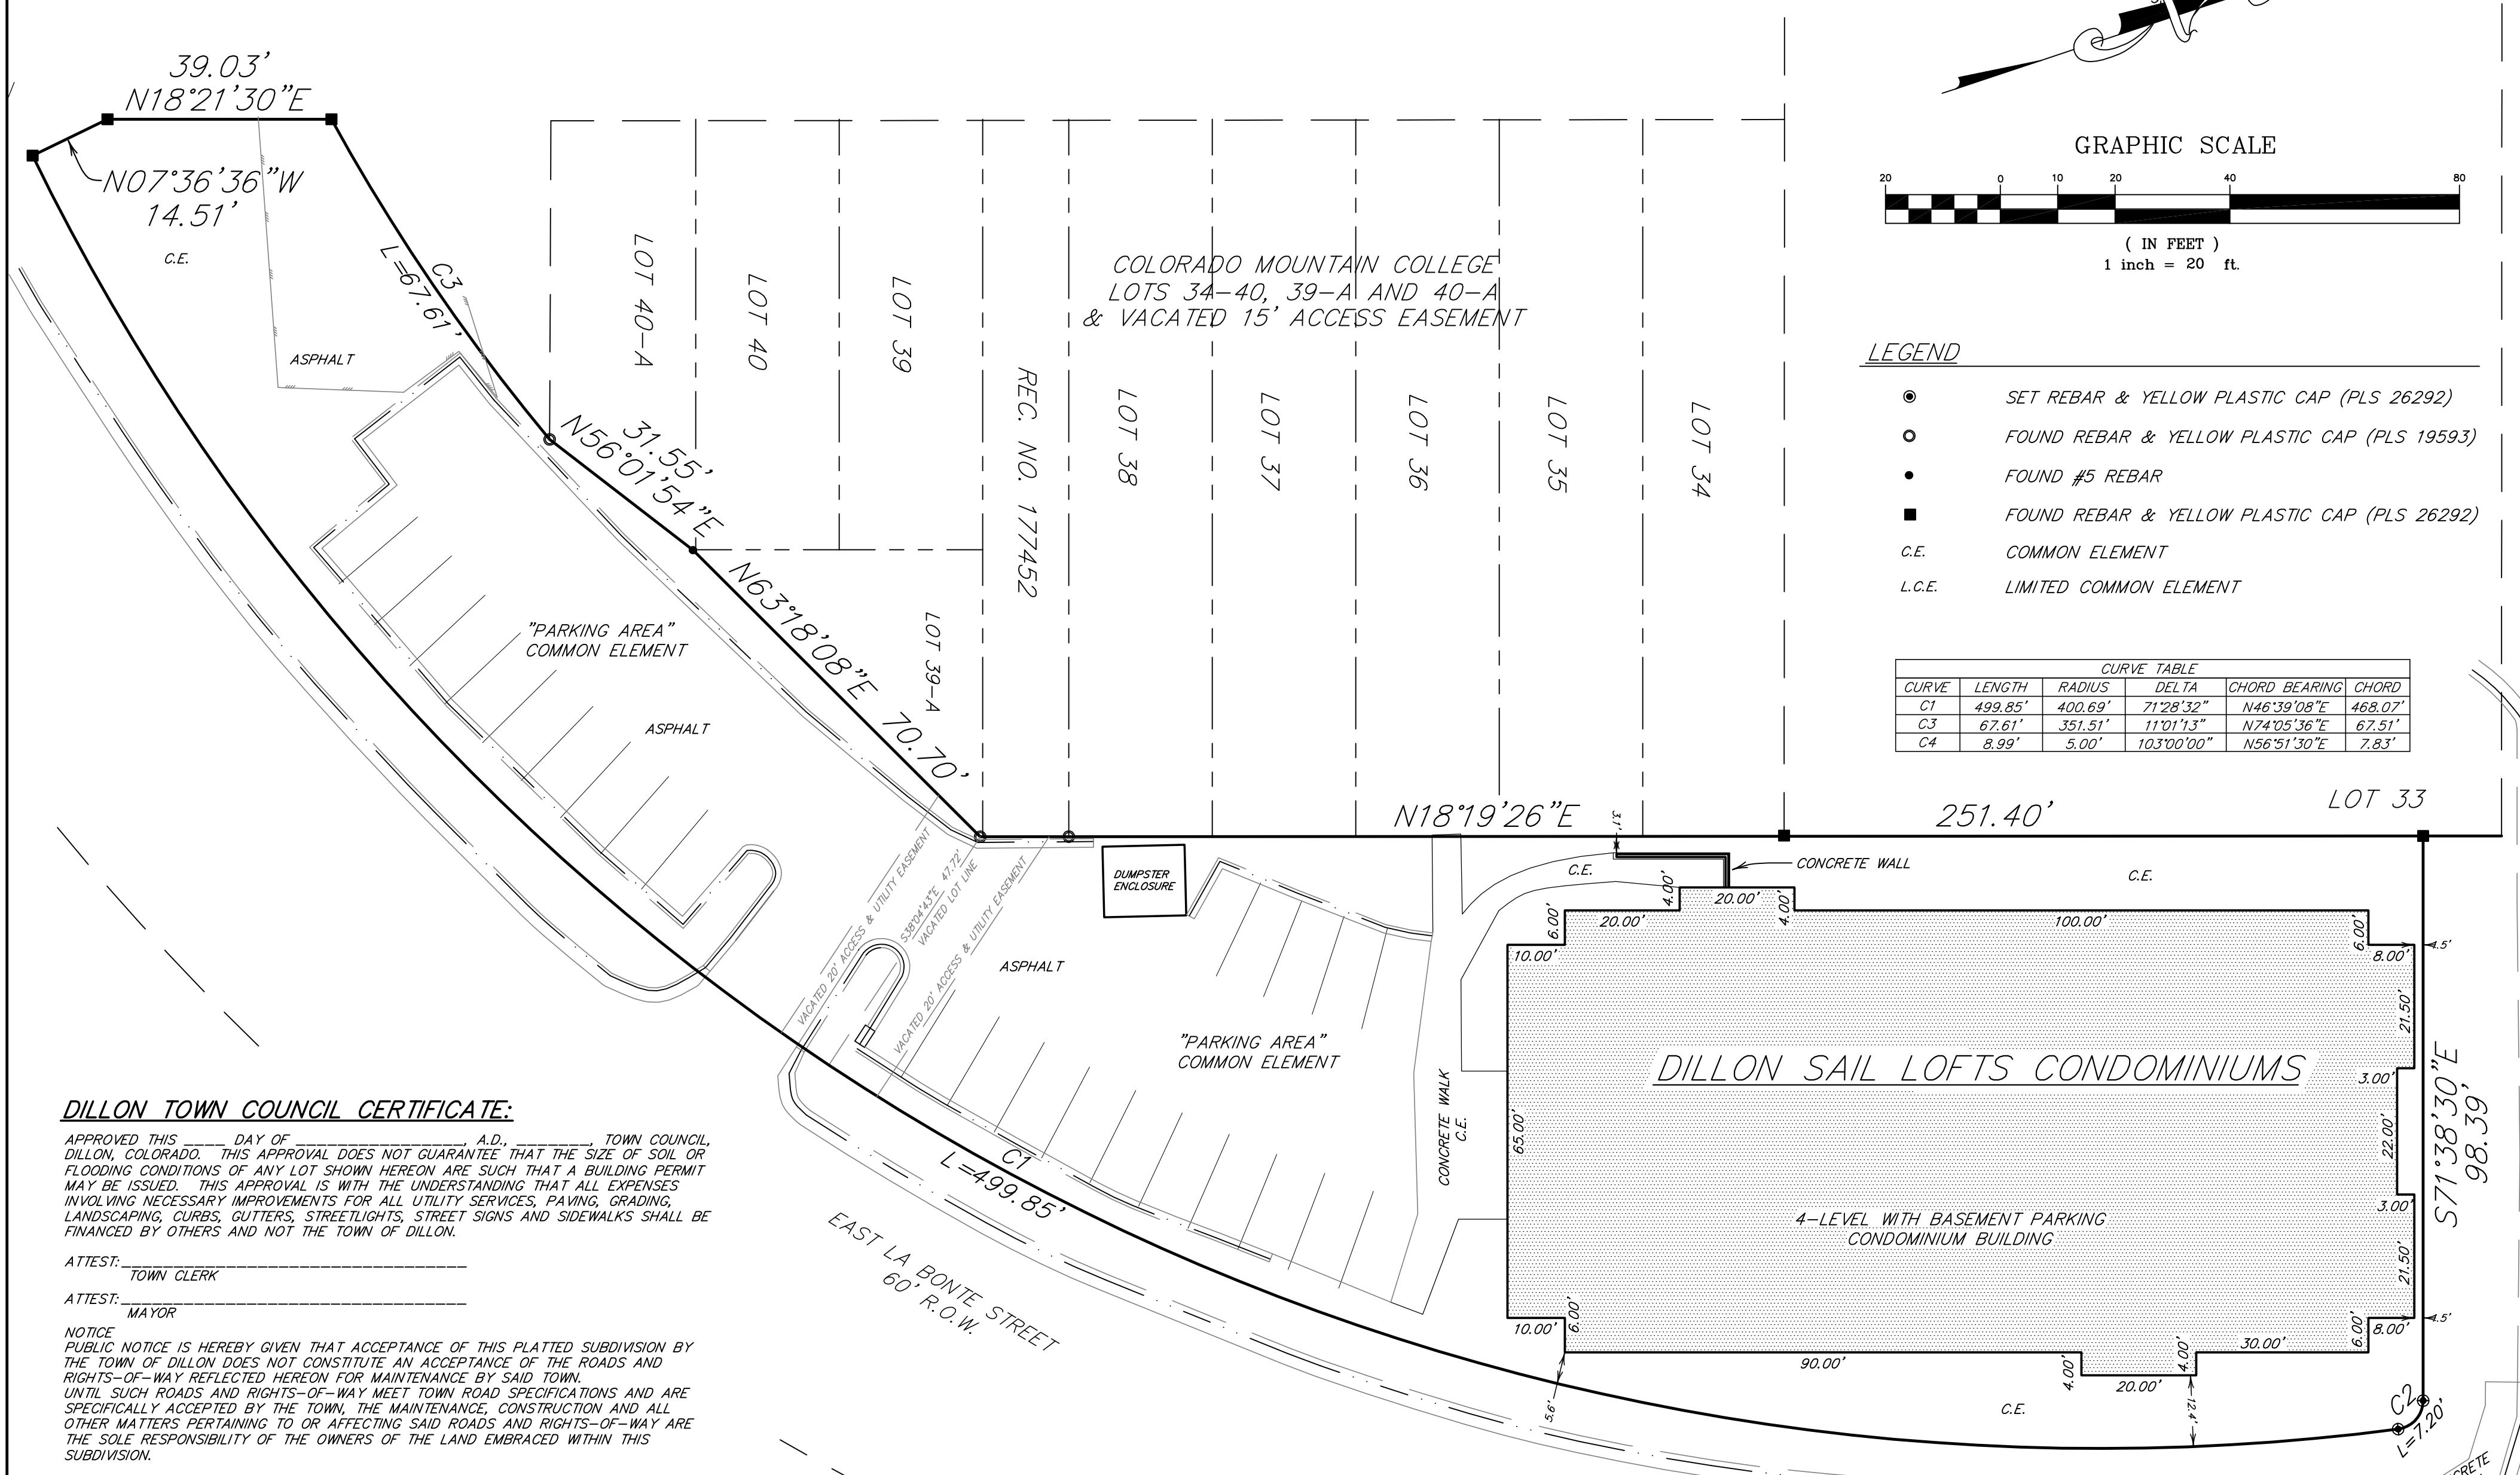 39.03'
N18°21'30"E
N07°36'36"W
14.51'
C.E.
C3
L=67.61'
ASPHALT
31.55'
N56°01'54"E
N63°18'08"E 70.70'
LOT 40-A
LOT 40
LOT 39
LOT 39-A
REC. NO. 177452
LOT 38
LOT 37
LOT 36
LOT 35
LOT 34
COLORADO MOUNTAIN COLLEGE
LOTS 34-40, 39-A AND 40-A
& VACATED 15' ACCESS EASEMENT
GRAPHIC SCALE
20 0 10 20 40 80
( IN FEET )
1 inch = 20 ft.
LEGEND
SET REBAR & YELLOW PLASTIC CAP (PLS 26292)
FOUND REBAR & YELLOW PLASTIC CAP (PLS 19593)
FOUND #5 REBAR
FOUND REBAR & YELLOW PLASTIC CAP (PLS 26292)
C.E. COMMON ELEMENT
L.C.E. LIMITED COMMON ELEMENT
CURVE TABLE
CURVE LENGTH RADIUS DELTA CHORD BEARING CHORD
C1 499.85' 400.69' 71°28'32" N46°39'08"E 468.07'
C3 67.61' 351.51' 11°01'13" N74°05'36"E 67.51'
C4 8.99' 5.00' 103°00'00" N56°51'30"E 7.83'
LOT 33
N18°19'26"E
251.40'
"PARKING AREA"
COMMON ELEMENT
ASPHALT
VACATED 20' ACCESS & UTILITY EASEMENT
S38°04'43"E 47.72'
VACATED LOT LINE
VACATED 20' ACCESS & UTILITY EASEMENT
DUMPSTER
ENCLOSURE
ASPHALT
"PARKING AREA"
COMMON ELEMENT
CONCRETE WALK
C.E.
3.1'
C.E.
CONCRETE WALL
C.E.
4.00'
20.00'
4.00'
6.00'
20.00'
100.00'
6.00'
10.00'
8.00'
4.5'
21.50'
3.00'
22.00'
3.00'
21.50'
65.00'
DILLON SAIL LOFTS CONDOMINIUMS
4-LEVEL WITH BASEMENT PARKING
CONDOMINIUM BUILDING
S71°38'30"E
98.39'
10.00'
6.00'
90.00'
4.00'
20.00'
4.00'
30.00'
6.00'
8.00'
4.5'
5.6'
12.4'
C.E.
C2
L=7.20'
C1
L=499.85'
EAST LA BONTE STREET
60' R.O.W.
DILLON TOWN COUNCIL CERTIFICATE:
APPROVED THIS ____ DAY OF ________________, A.D., _______, TOWN COUNCIL,
DILLON, COLORADO. THIS APPROVAL DOES NOT GUARANTEE THAT THE SIZE OF SOIL OR
FLOODING CONDITIONS OF ANY LOT SHOWN HEREON ARE SUCH THAT A BUILDING PERMIT
MAY BE ISSUED. THIS APPROVAL IS WITH THE UNDERSTANDING THAT ALL EXPENSES
INVOLVING NECESSARY IMPROVEMENTS FOR ALL UTILITY SERVICES, PAVING, GRADING,
LANDSCAPING, CURBS, GUTTERS, STREETLIGHTS, STREET SIGNS AND SIDEWALKS SHALL BE
FINANCED BY OTHERS AND NOT THE TOWN OF DILLON.
ATTEST:_________________________________
TOWN CLERK
ATTEST:_________________________________
MAYOR
NOTICE
PUBLIC NOTICE IS HEREBY GIVEN THAT ACCEPTANCE OF THIS PLATTED SUBDIVISION BY
THE TOWN OF DILLON DOES NOT CONSTITUTE AN ACCEPTANCE OF THE ROADS AND
RIGHTS-OF-WAY REFLECTED HEREON FOR MAINTENANCE BY SAID TOWN.
UNTIL SUCH ROADS AND RIGHTS-OF-WAY MEET TOWN ROAD SPECIFICATIONS AND ARE
SPECIFICALLY ACCEPTED BY THE TOWN, THE MAINTENANCE, CONSTRUCTION AND ALL
OTHER MATTERS PERTAINING TO OR AFFECTING SAID ROADS AND RIGHTS-OF-WAY ARE
THE SOLE RESPONSIBILITY OF THE OWNERS OF THE LAND EMBRACED WITHIN THIS
SUBDIVISION.